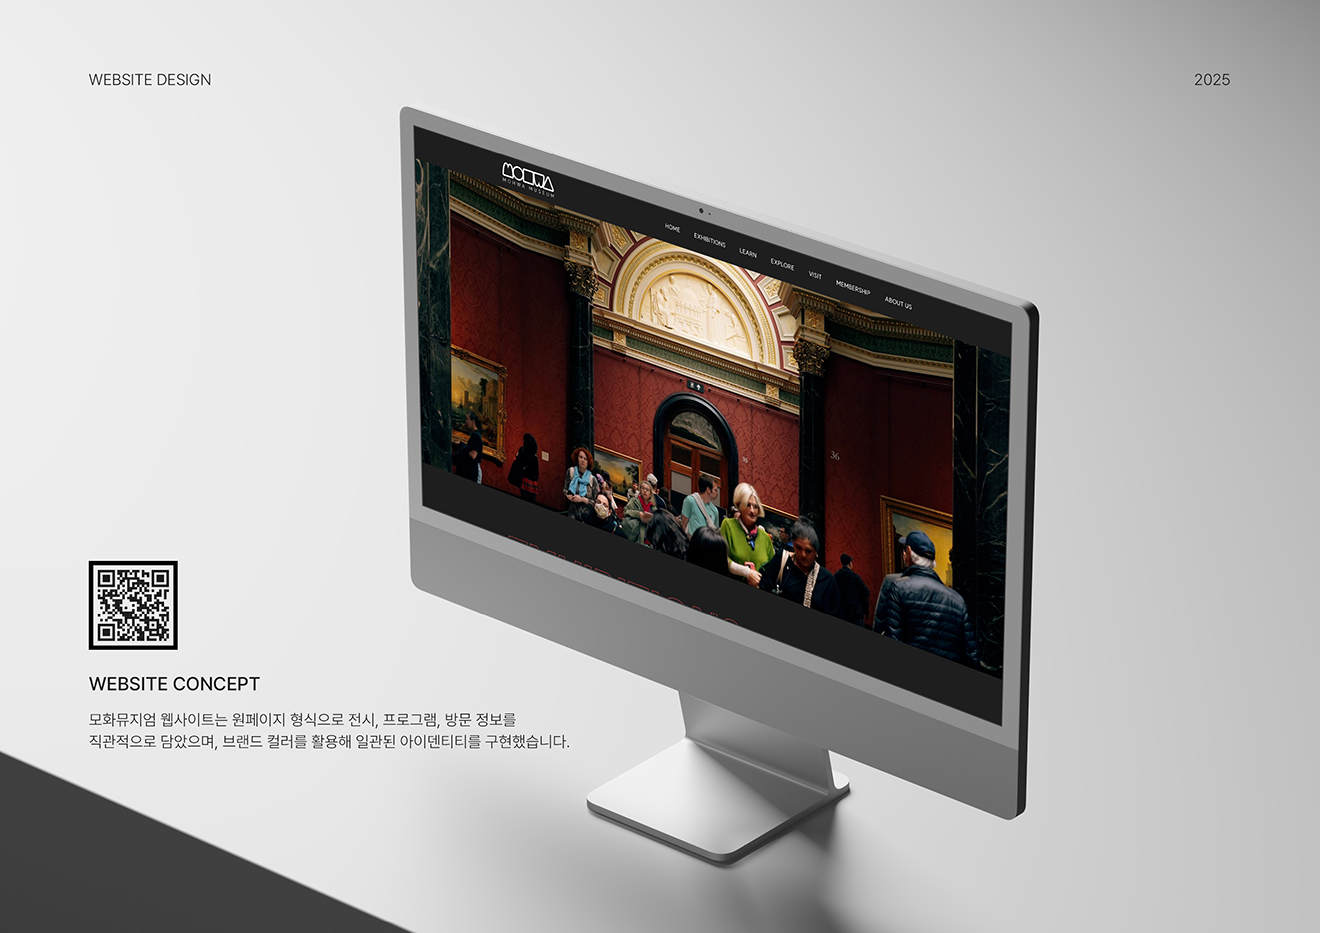 WEBSITE DESIGN
2025
MOHWA
MOHWA MUSEUM
HOME EXHIBITIONS LEARN EXPLORE VISIT MEMBERSHIP ABOUT US
36
WEBSITE CONCEPT
모화뮤지엄 웹사이트는 원페이지 형식으로 전시, 프로그램, 방문 정보를
직관적으로 담았으며, 브랜드 컬러를 활용해 일관된 아이덴티티를 구현했습니다.